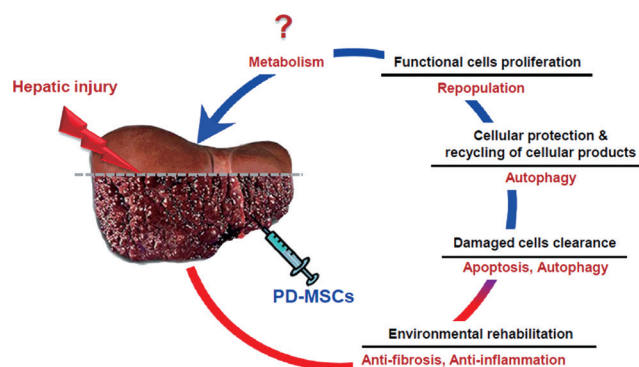 ?
Metabolism
Hepatic injury
Functional cells proliferation
Repopulation
Cellular protection &
recycling of cellular products
Autophagy
Damaged cells clearance
Apoptosis, Autophagy
PD-MSCs
Environmental rehabilitation
Anti-fibrosis, Anti-inflammation